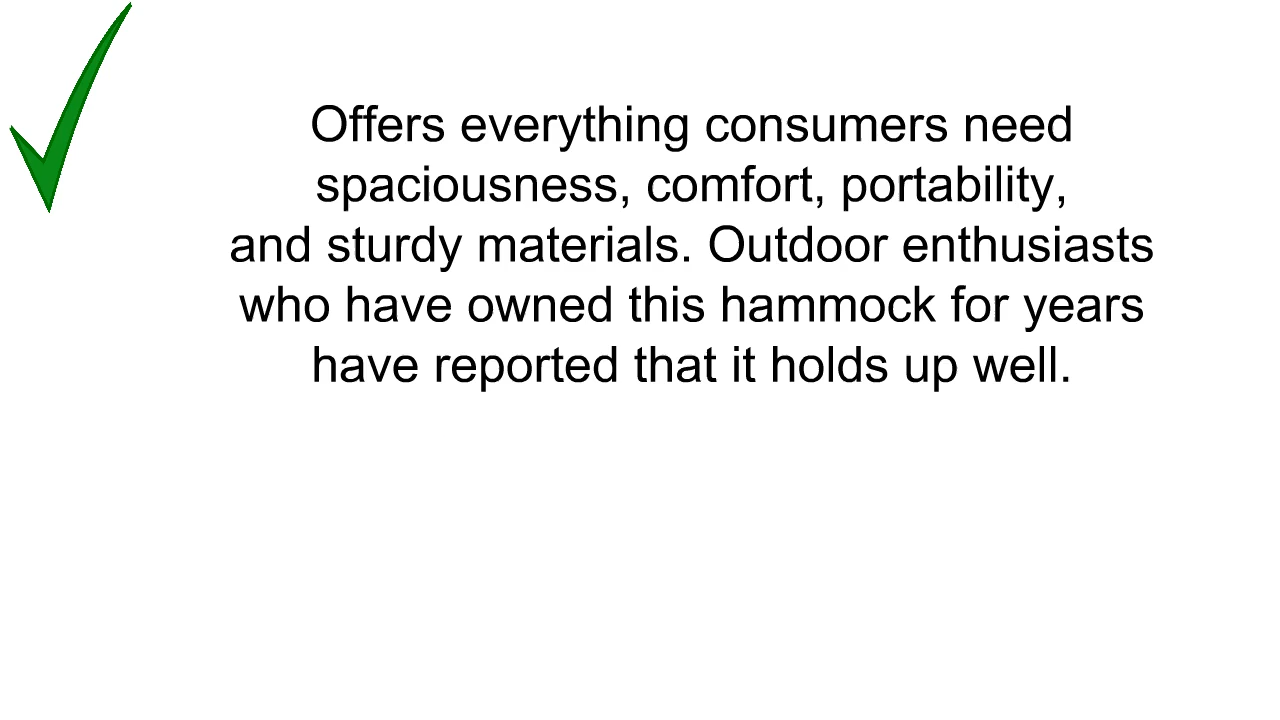 Offers everything consumers need
spaciousness, comfort, portability,
and sturdy materials. Outdoor enthusiasts
who have owned this hammock for years
have reported that it holds up well.